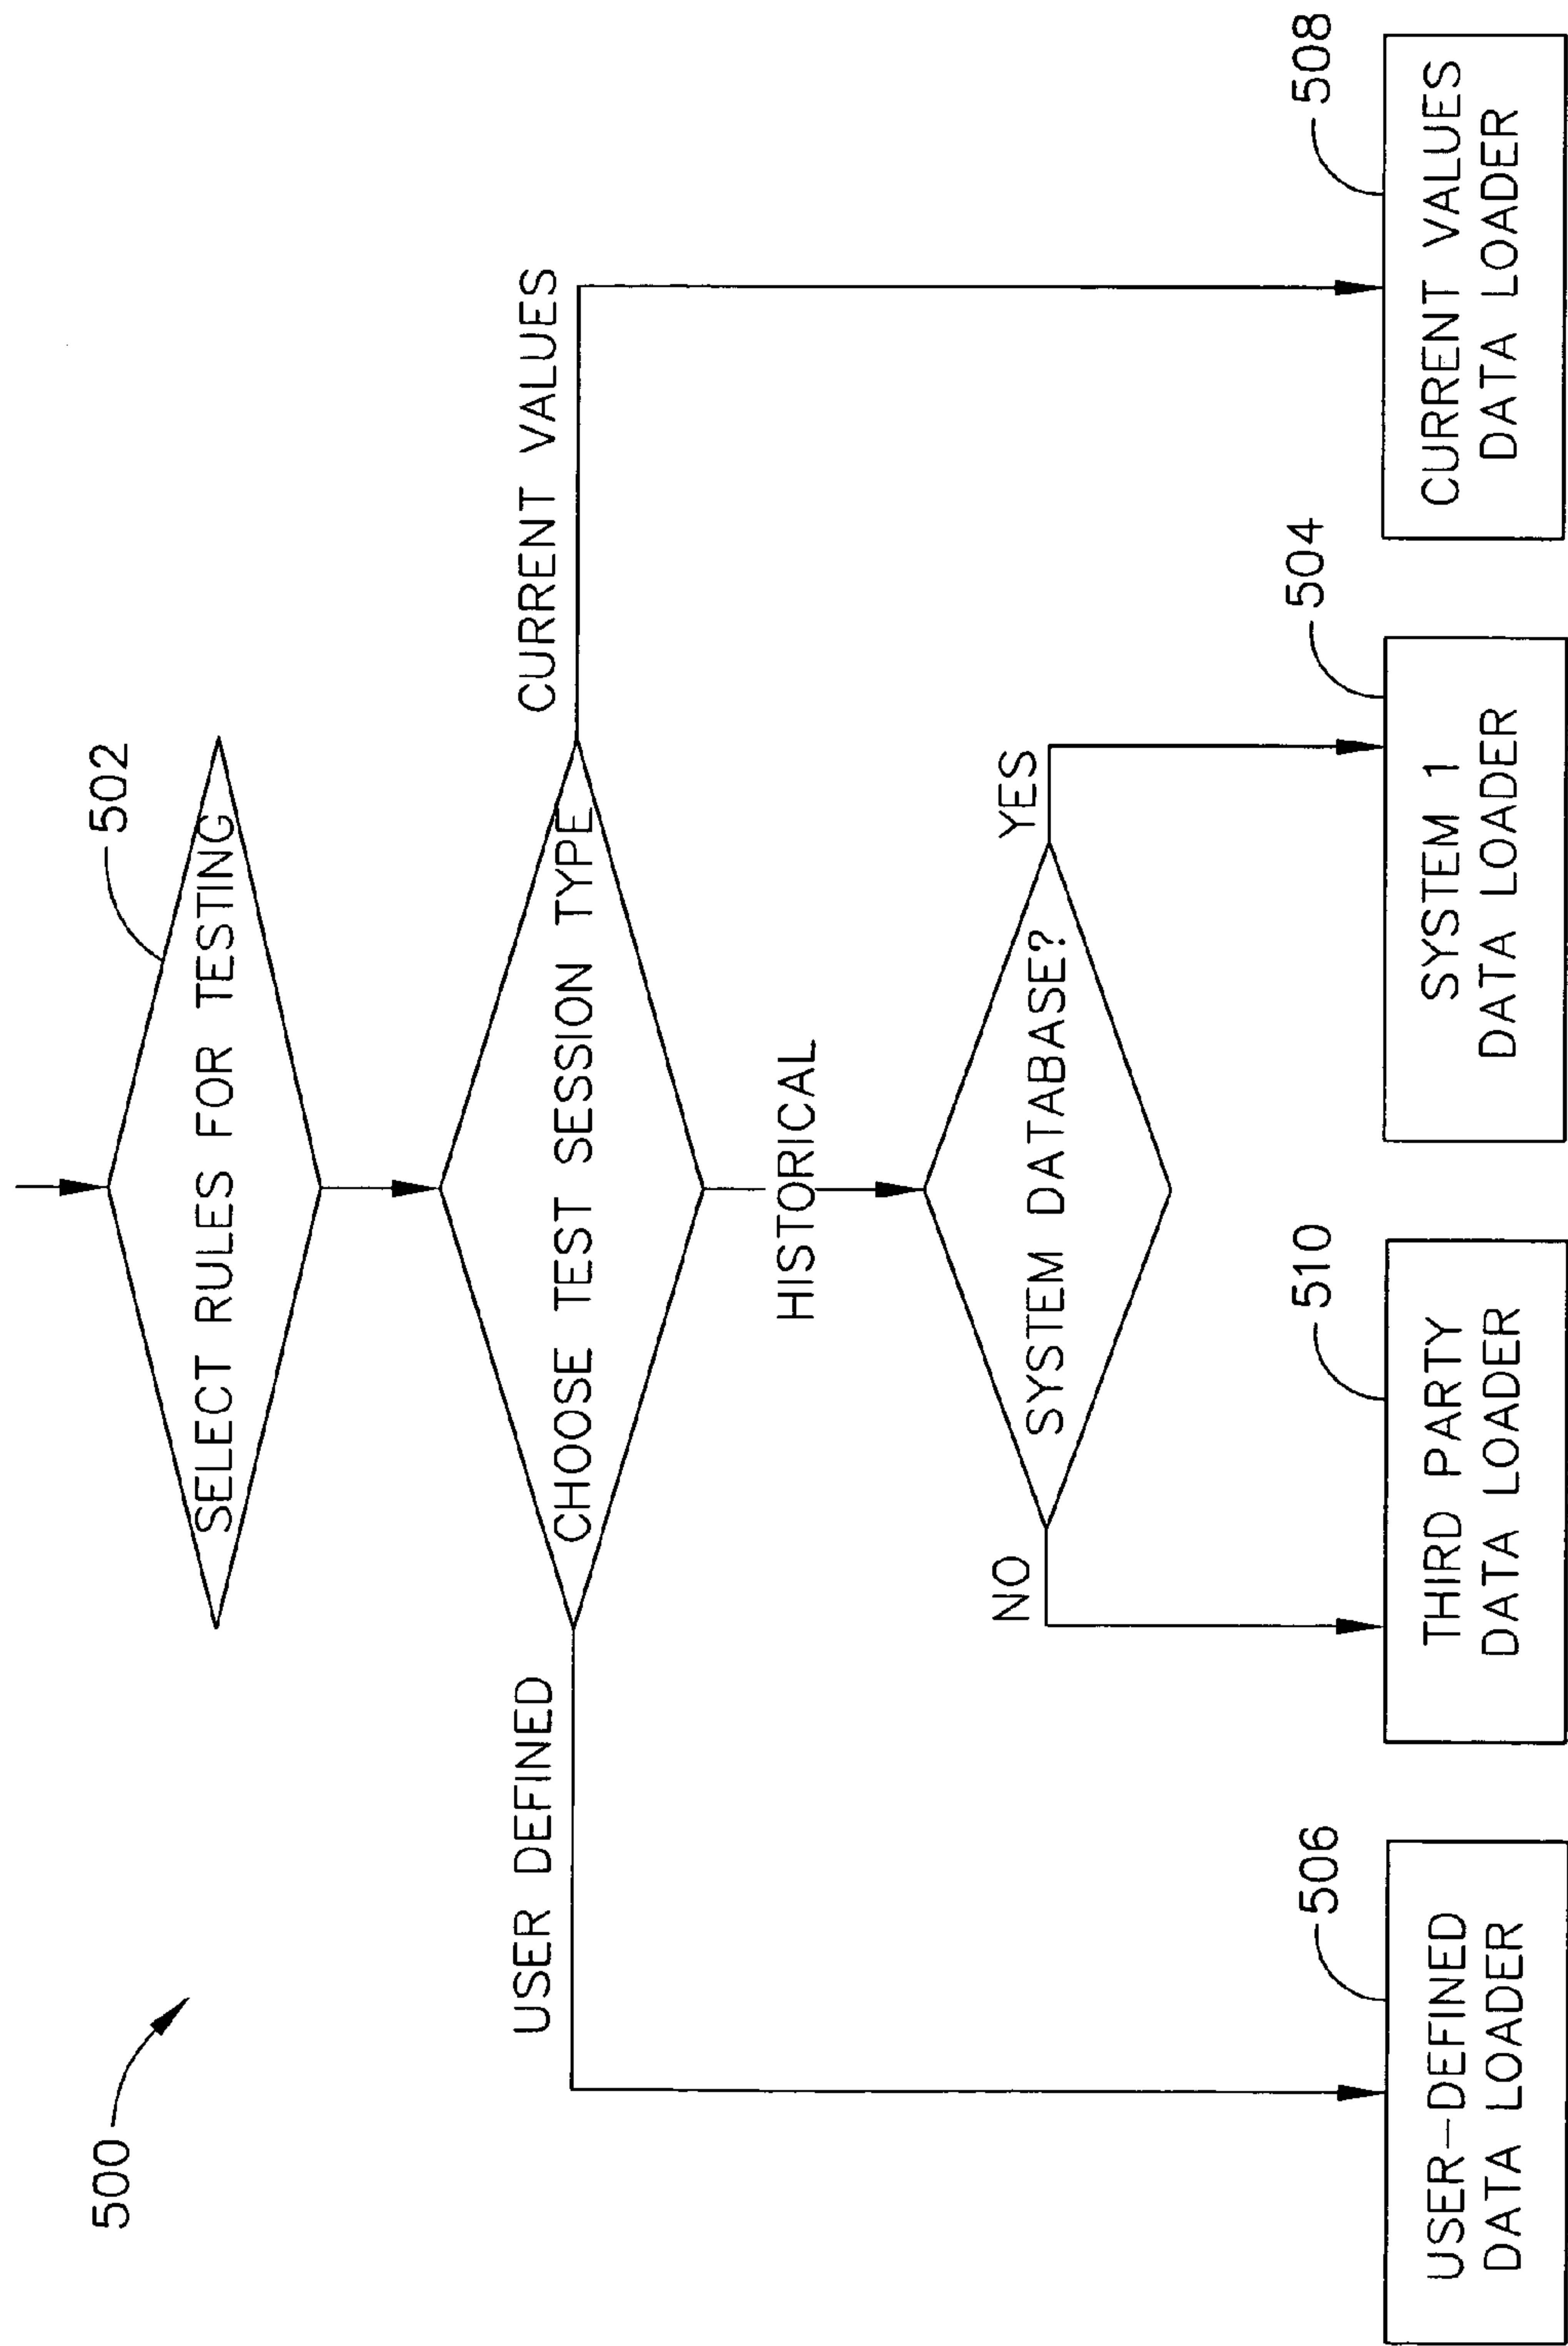 500
502
SELECT RULES FOR TESTING
USER DEFINED
CHOOSE TEST SESSION TYPE
CURRENT VALUES
HISTORICAL
NO
SYSTEM DATABASE?
YES
506
USER-DEFINED
DATA LOADER
510
THIRD PARTY
DATA LOADER
504
SYSTEM 1
DATA LOADER
508
CURRENT VALUES
DATA LOADER